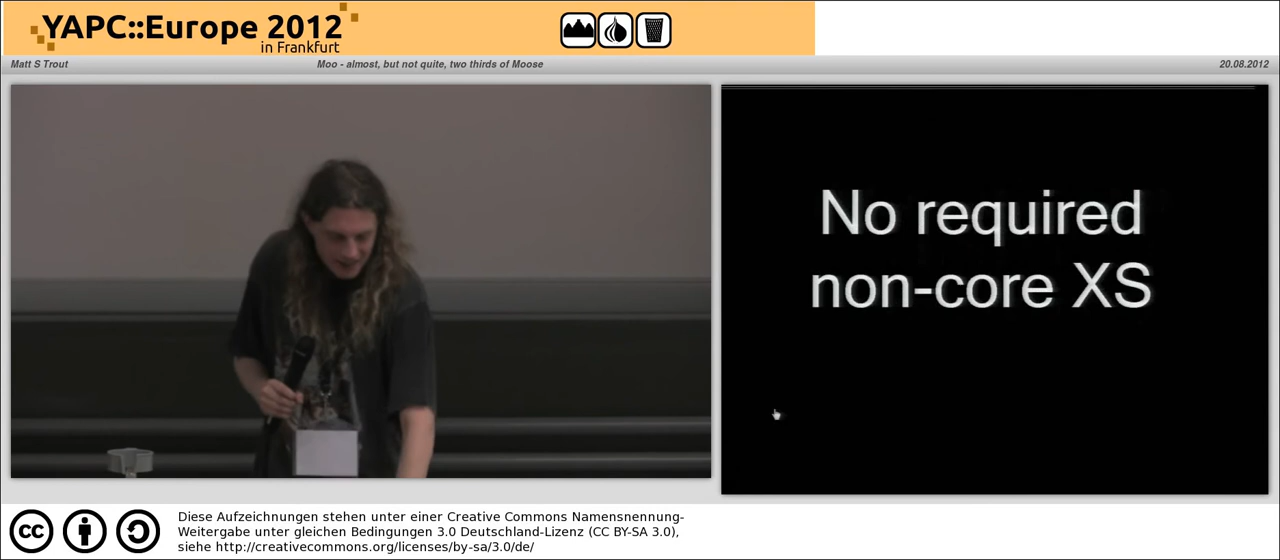 YAPC::Europe 2012
in Frankfurt
Matt S Trout
Moo - almost, but not quite, two thirds of Moose
20.08.2012
No required
non-core XS
cc
Diese Aufzeichnungen stehen unter einer Creative Commons Namensnennung-
Weitergabe unter gleichen Bedingungen 3.0 Deutschland-Lizenz (CC BY-SA 3.0),
siehe http://creativecommons.org/licenses/by-sa/3.0/de/